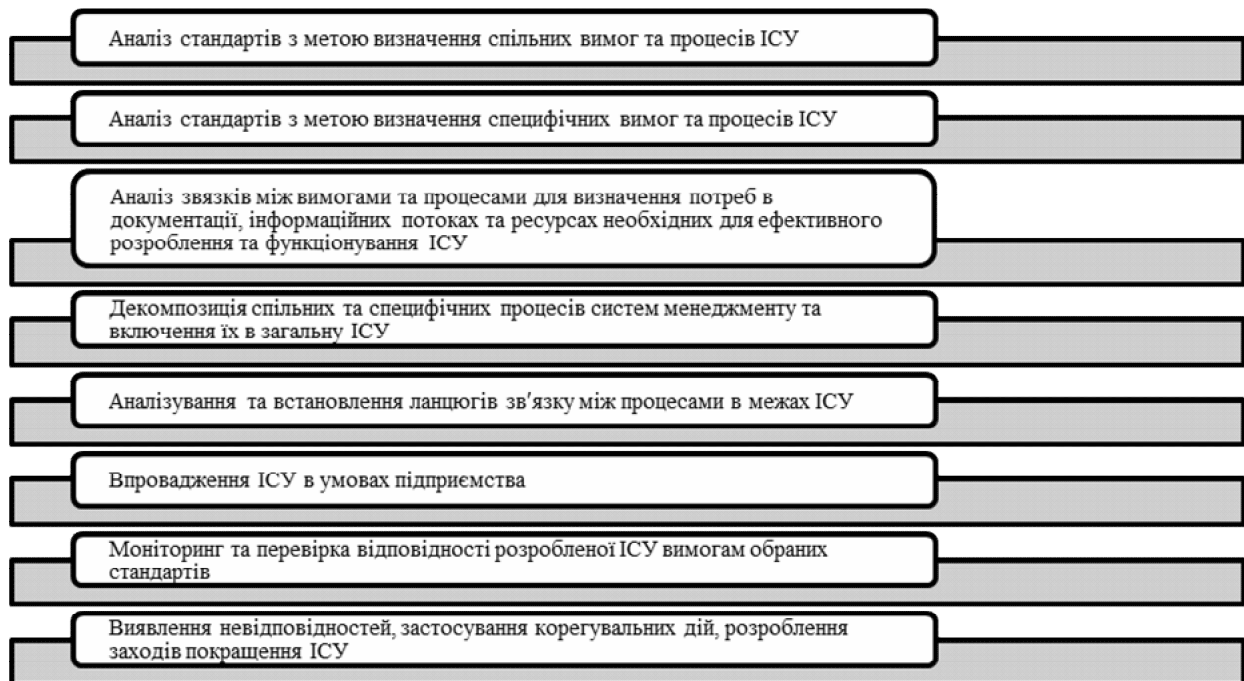 Аналіз стандартів з метою визначення спільних вимог та процесів ІСУ
Аналіз стандартів з метою визначення специфічних вимог та процесів ІСУ
Аналіз звязків між вимогами та процесами для визначення потреб в
документації, інформаційних потоках та ресурсах необхідних для ефективного
розроблення та функціонування ІСУ
Декомпозиція спільних та специфічних процесів систем менеджменту та
включення їх в загальну ІСУ
Аналізування та встановлення ланцюгів зв'язку між процесами в межах ІСУ
Впровадження ІСУ в умовах підприємства
Моніторинг та перевірка відповідності розробленої ІСУ вимогам обраних
стандартів
Виявлення невідповідностей, застосування корегувальних дій, розроблення
заходів покращення ІСУ